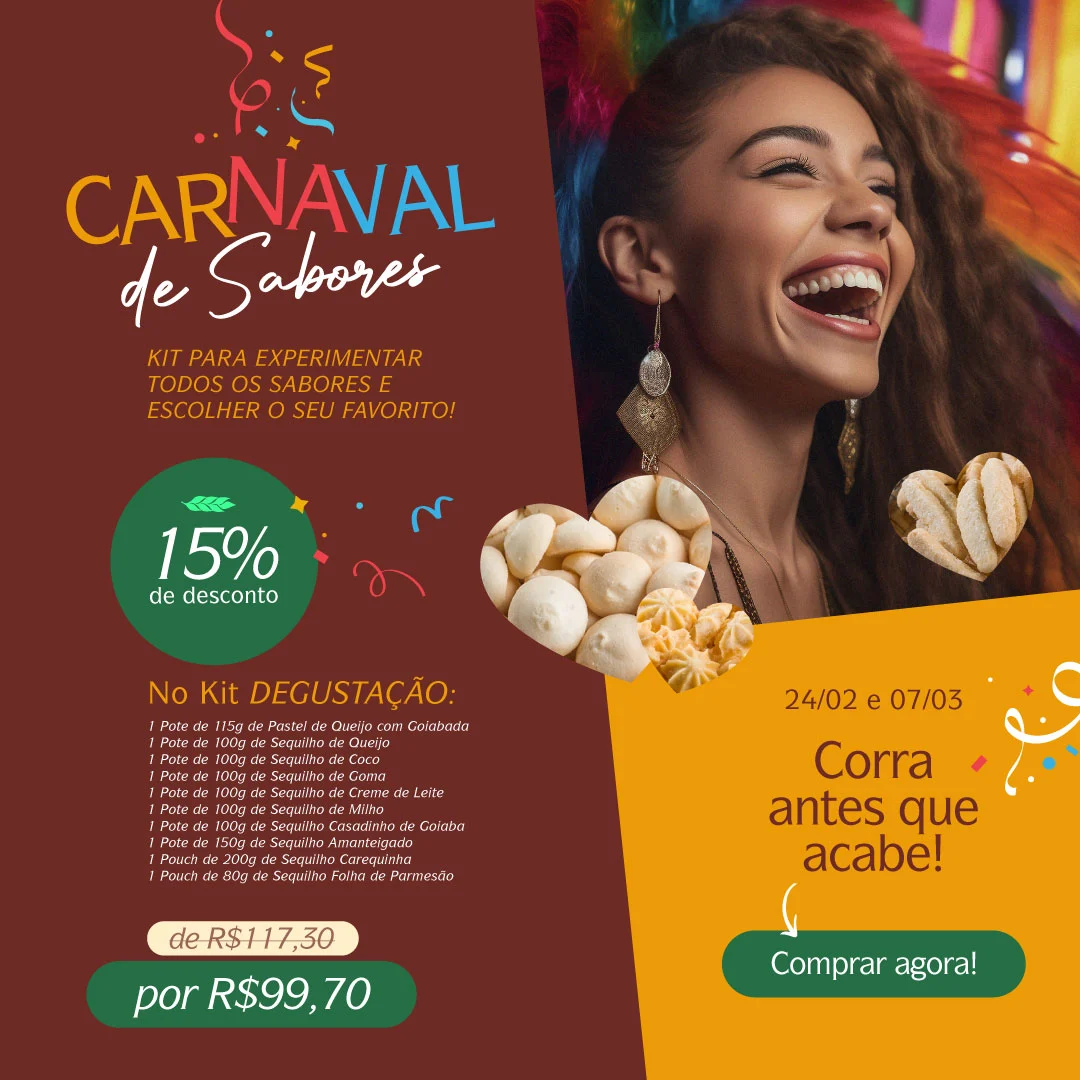 CARNAVAL
de Sabores
KIT PARA EXPERIMENTAR
TODOS OS SABORES E
ESCOLHER O SEU FAVORITO!
15%
de desconto
No Kit DEGUSTAÇÃO:
1 Pote de 115g de Pastel de Queijo com Goiabada
1 Pote de 100g de Sequilho de Queijo
1 Pote de 100g de Sequilho de Coco
1 Pote de 100g de Sequilho de Goma
1 Pote de 100g de Sequilho de Creme de Leite
1 Pote de 100g de Sequilho de Milho
1 Pote de 100g de Sequilho Casadinho de Goiaba
1 Pote de 150g de Sequilho Amanteigado
1 Pouch de 200g de Sequilho Carequinha
1 Pouch de 80g de Sequilho Folha de Parmesão
de R$117,30
por R$99,70
24/02 e 07/03
Corra
antes que
acabe!
Comprar agora!